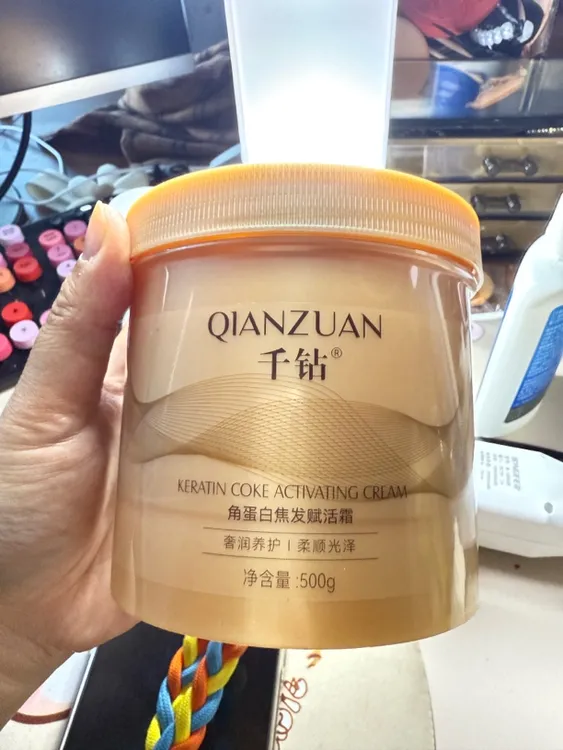 QIANZUAN
千钻®
KERATIN COKE ACTIVATING CREAM
角蛋白焦发赋活霜
奢润养护 | 柔顺光泽
净含量:500g